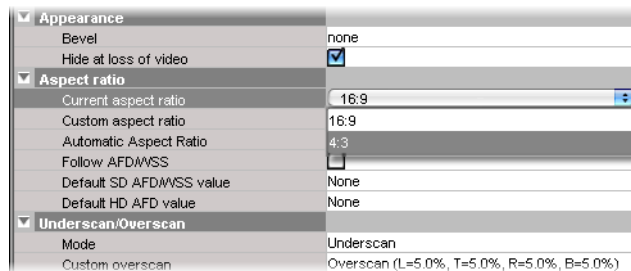 Appearance
Bevel none
Hide at loss of video
Aspect ratio
Current aspect ratio 16:9
Custom aspect ratio 16:9
Automatic Aspect Ratio 4:3
Follow AFD/WSS
Default SD AFD/WSS value None
Default HD AFD value None
Underscan/Overscan
Mode Underscan
Custom overscan Overscan (L=5.0%, T=5.0%, R=5.0%, B=5.0%)